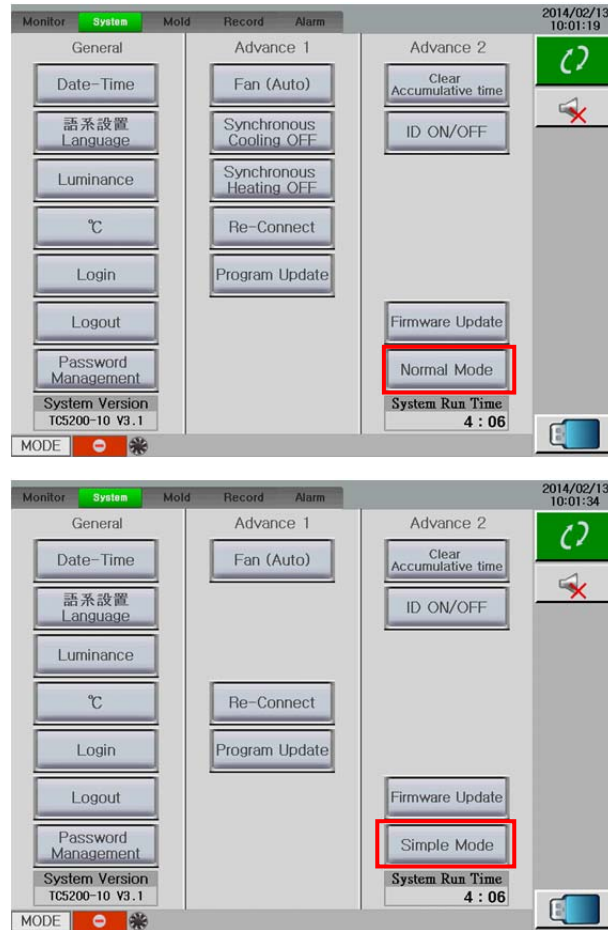 Monitor System Mold Record Alarm
2014/02/13
10:01:19
General
Date-Time
語系設置
Language
Luminance
℃
Login
Logout
Password
Management
System Version
TC5200-10 V3.1
Advance 1
Fan (Auto)
Synchronous
Cooling OFF
Synchronous
Heating OFF
Re-Connect
Program Update
Advance 2
Clear
Accumulative time
ID ON/OFF
Firmware Update
Normal Mode
System Run Time
4 : 06
MODE
Monitor System Mold Record Alarm
2014/02/13
10:01:34
General
Date-Time
語系設置
Language
Luminance
℃
Login
Logout
Password
Management
System Version
TC5200-10 V3.1
Advance 1
Fan (Auto)
Re-Connect
Program Update
Advance 2
Clear
Accumulative time
ID ON/OFF
Firmware Update
Simple Mode
System Run Time
4 : 06
MODE